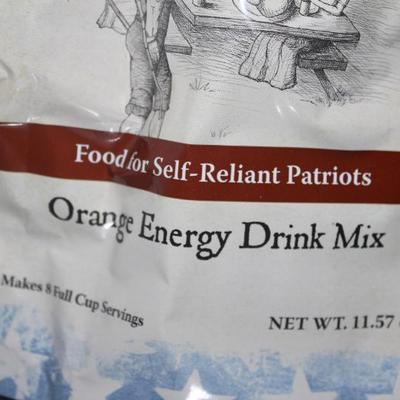 Food for Self-Reliant Patriots
Orange Energy Drink Mix
Makes 8 Full Cup Servings
NET WT. 11.57